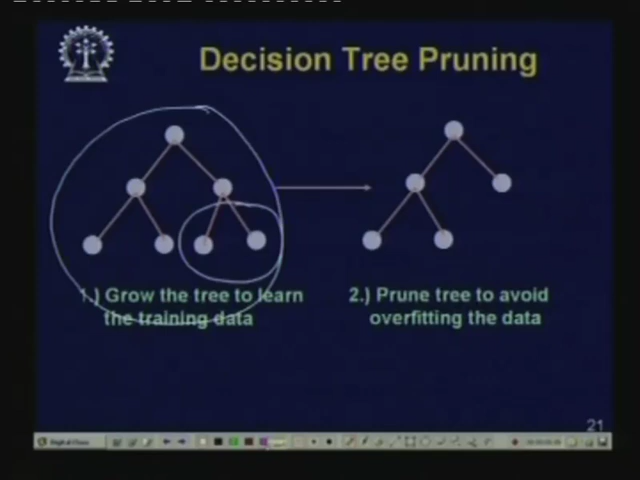 Decision Tree Pruning
1.) Grow the tree to learn
the training data
2.) Prune tree to avoid
overfitting the data
21